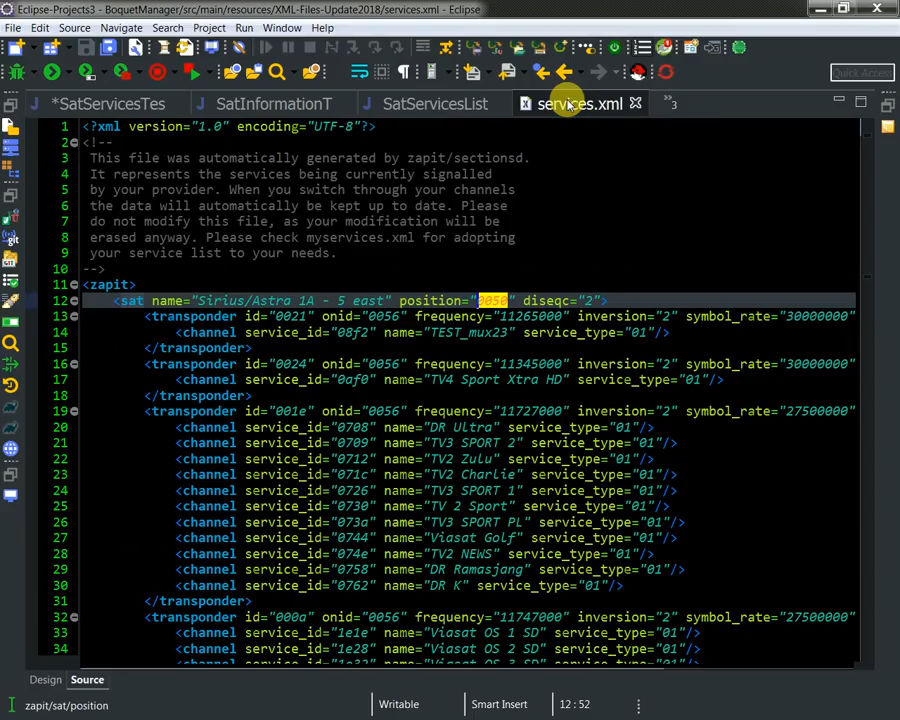 Eclipse-Projects3 - BoquetManager/src/main/resources/XML-Files-Update2018/services.xml - Eclipse
File Edit Source Navigate Search Project Run Window Help
Quick Access
*SatServicesTes SatInformationT SatServicesList services.xml »3
1 <?xml version="1.0" encoding="UTF-8"?>
2 <!--
3 This file was automatically generated by zapit/sectionsd.
4 It represents the services being currently signalled
5 by your provider. When you switch through your channels
6 the data will automatically be kept up to date. Please
7 do not modify this file, as your modification will be
8 erased anyway. Please check myservices.xml for adopting
9 your service list to your needs.
10 -->
11 <zapit>
12 <sat name="Sirius/Astra 1A - 5 east" position="0050" diseqc="2">
13 <transponder id="0021" onid="0056" frequency="11265000" inversion="2" symbol_rate="30000000"
14 <channel service_id="08f2" name="TEST_mux23" service_type="01"/>
15 </transponder>
16 <transponder id="0024" onid="0056" frequency="11345000" inversion="2" symbol_rate="30000000"
17 <channel service_id="0af0" name="TV4 Sport Xtra HD" service_type="01"/>
18 </transponder>
19 <transponder id="001e" onid="0056" frequency="11727000" inversion="2" symbol_rate="27500000"
20 <channel service_id="0708" name="DR Ultra" service_type="01"/>
21 <channel service_id="0709" name="TV3 SPORT 2" service_type="01"/>
22 <channel service_id="0712" name="TV2 Zulu" service_type="01"/>
23 <channel service_id="071c" name="TV2 Charlie" service_type="01"/>
24 <channel service_id="0726" name="TV3 SPORT 1" service_type="01"/>
25 <channel service_id="0730" name="TV 2 Sport" service_type="01"/>
26 <channel service_id="073a" name="TV3 SPORT PL" service_type="01"/>
27 <channel service_id="0744" name="Viasat Golf" service_type="01"/>
28 <channel service_id="074e" name="TV2 NEWS" service_type="01"/>
29 <channel service_id="0758" name="DR Ramasjang" service_type="01"/>
30 <channel service_id="0762" name="DR K" service_type="01"/>
31 </transponder>
32 <transponder id="000a" onid="0056" frequency="11747000" inversion="2" symbol_rate="27500000"
33 <channel service_id="1e1e" name="Viasat OS 1 SD" service_type="01"/>
34 <channel service_id="1e28" name="Viasat OS 2 SD" service_type="01"/>
<channel service_id="1e32" name="Viasat OS 3 SD" service_type="01"/>
Design Source
zapit/sat/position Writable Smart Insert 12 : 52
git